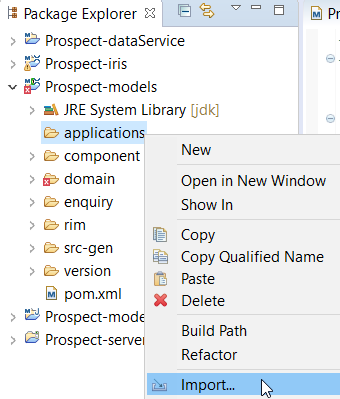 Package Explorer
Prospect-dataService
Prospect-iris
Prospect-models
JRE System Library [jdk]
applications
component
domain
enquiry
rim
src-gen
version
pom.xml
Prospect-mode
Prospect-server
New
Open in New Window
Show In
Copy
Copy Qualified Name
Paste
Delete
Build Path
Refactor
Import...